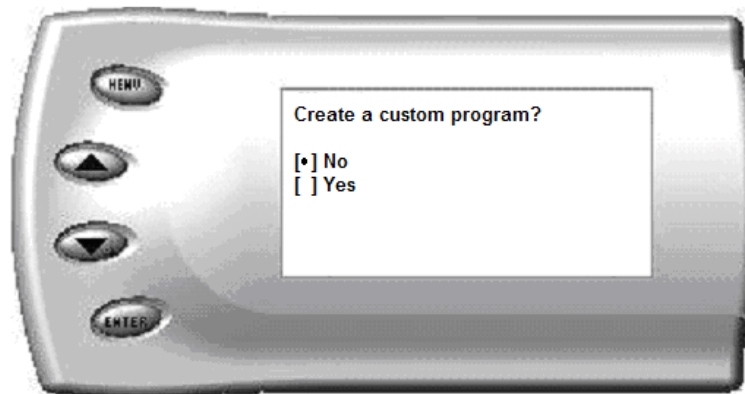 MENU
Create a custom program?
[•] No
[ ] Yes
ENTER